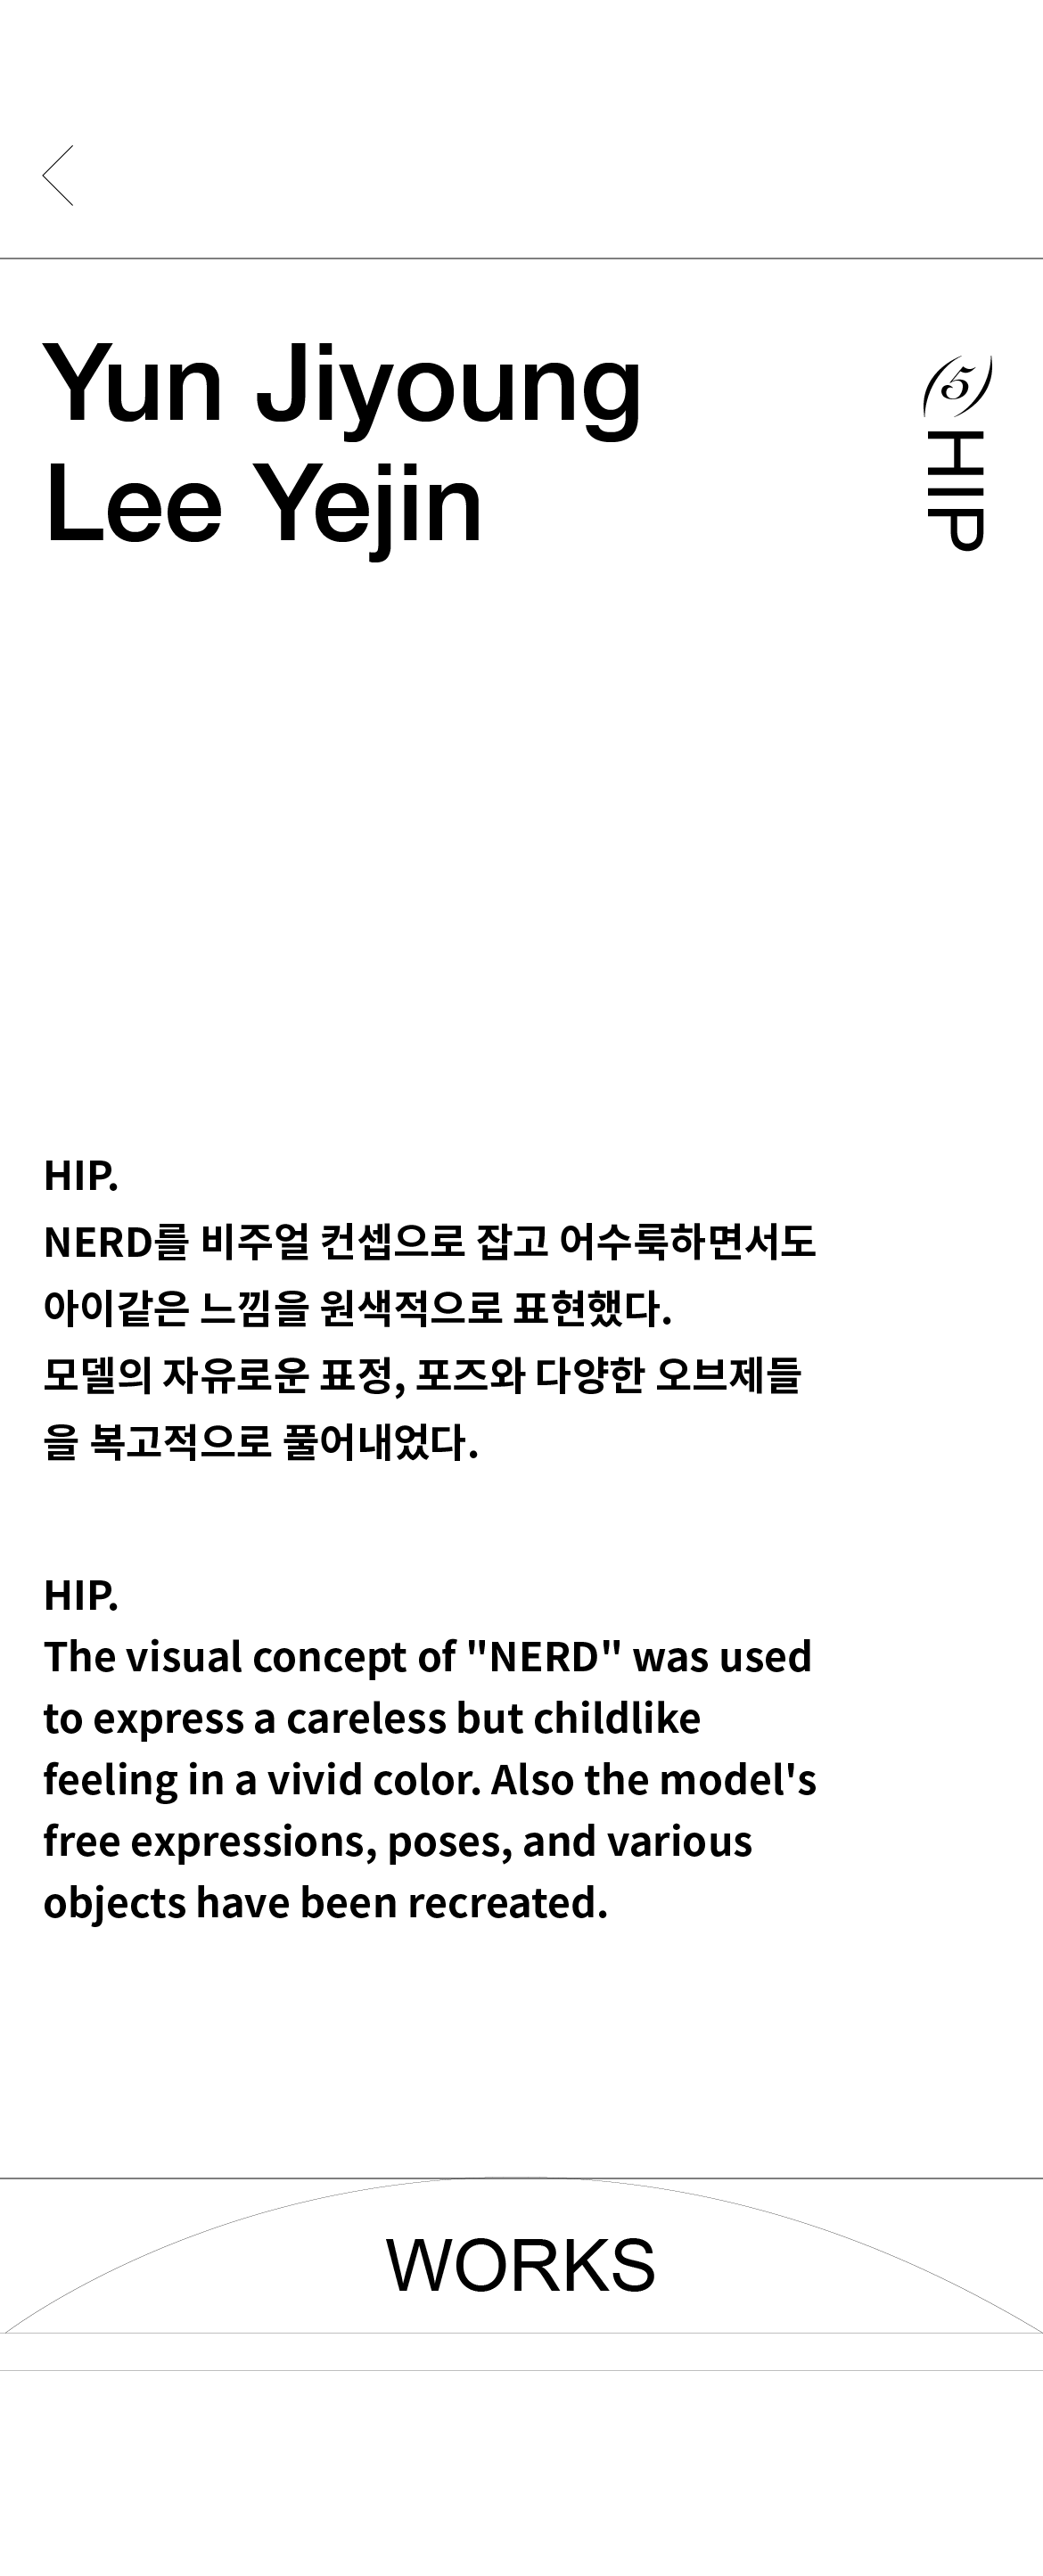 Yun Jiyoung
Lee Yejin
(5) HIP
HIP.
NERD를 비주얼 컨셉으로 잡고 어수룩하면서도
아이같은 느낌을 원색적으로 표현했다.
모델의 자유로운 표정, 포즈와 다양한 오브제들
을 복고적으로 풀어내었다.
HIP.
The visual concept of "NERD" was used
to express a careless but childlike
feeling in a vivid color. Also the model's
free expressions, poses, and various
objects have been recreated.
WORKS